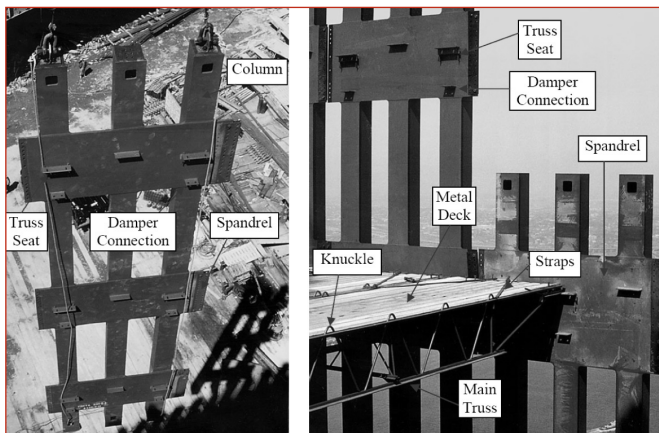 Column
Truss
Seat
Damper
Connection
Spandrel
Truss
Seat
Damper
Connection
Spandrel
Metal
Deck
Knuckle
Straps
Main
Truss